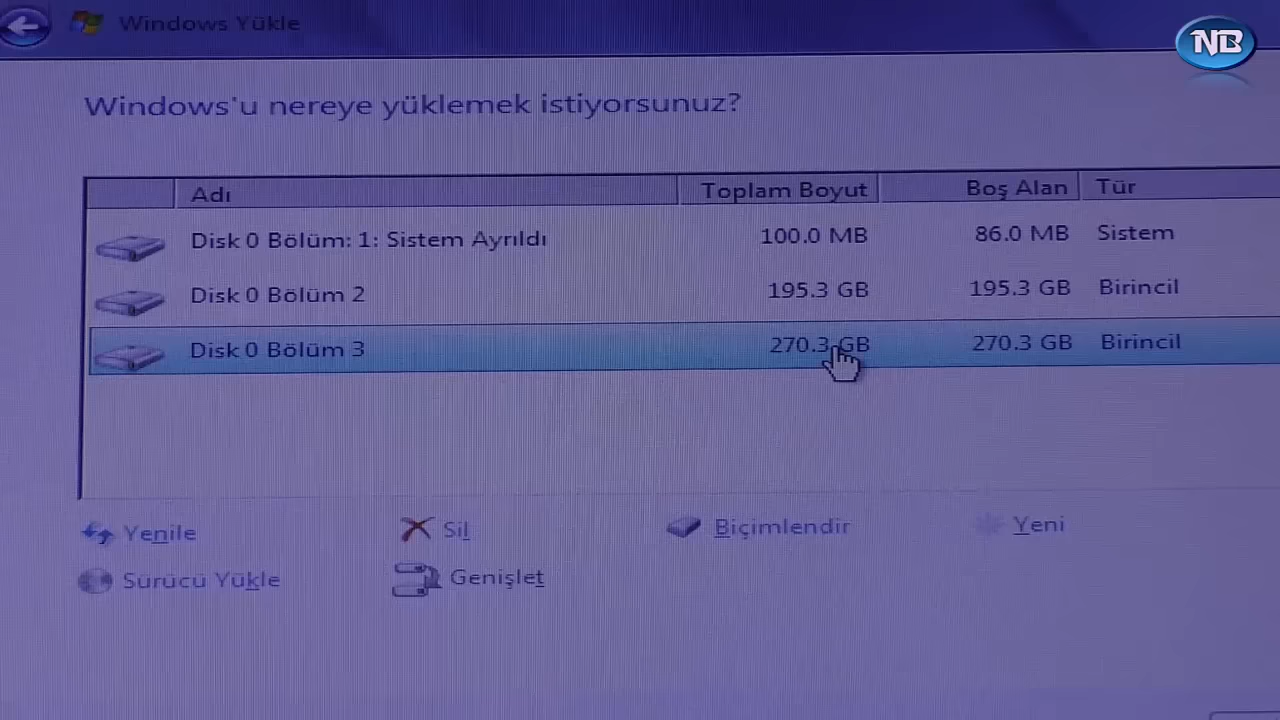 Windows Yükle
NB
Windows'u nereye yüklemek istiyorsunuz?
Adı Toplam Boyut Boş Alan Tür
Disk 0 Bölüm: 1: Sistem Ayrıldı 100.0 MB 86.0 MB Sistem
Disk 0 Bölüm 2 195.3 GB 195.3 GB Birincil
Disk 0 Bölüm 3 270.3 GB 270.3 GB Birincil
Yenile Sil Biçimlendir Yeni
Sürücü Yükle Genişlet